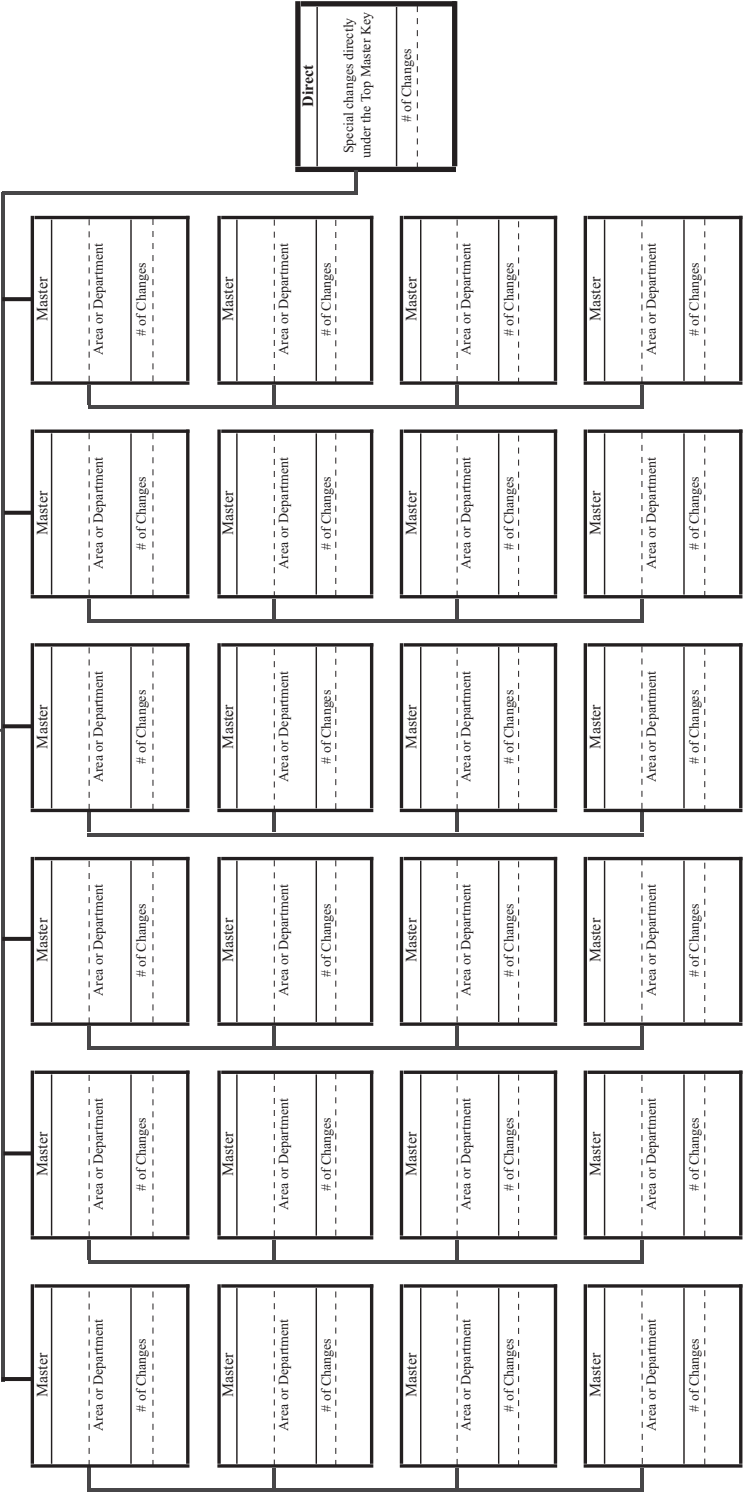 Master
Area or Department
# of Changes
Master
Area or Department
# of Changes
Master
Area or Department
# of Changes
Master
Area or Department
# of Changes
Master
Area or Department
# of Changes
Master
Area or Department
# of Changes
Master
Area or Department
# of Changes
Master
Area or Department
# of Changes
Master
Area or Department
# of Changes
Master
Area or Department
# of Changes
Master
Area or Department
# of Changes
Master
Area or Department
# of Changes
Master
Area or Department
# of Changes
Master
Area or Department
# of Changes
Master
Area or Department
# of Changes
Master
Area or Department
# of Changes
Master
Area or Department
# of Changes
Master
Area or Department
# of Changes
Master
Area or Department
# of Changes
Master
Area or Department
# of Changes
Master
Area or Department
# of Changes
Master
Area or Department
# of Changes
Master
Area or Department
# of Changes
Master
Area or Department
# of Changes
Direct
Special changes directly
under the Top Master Key
# of Changes